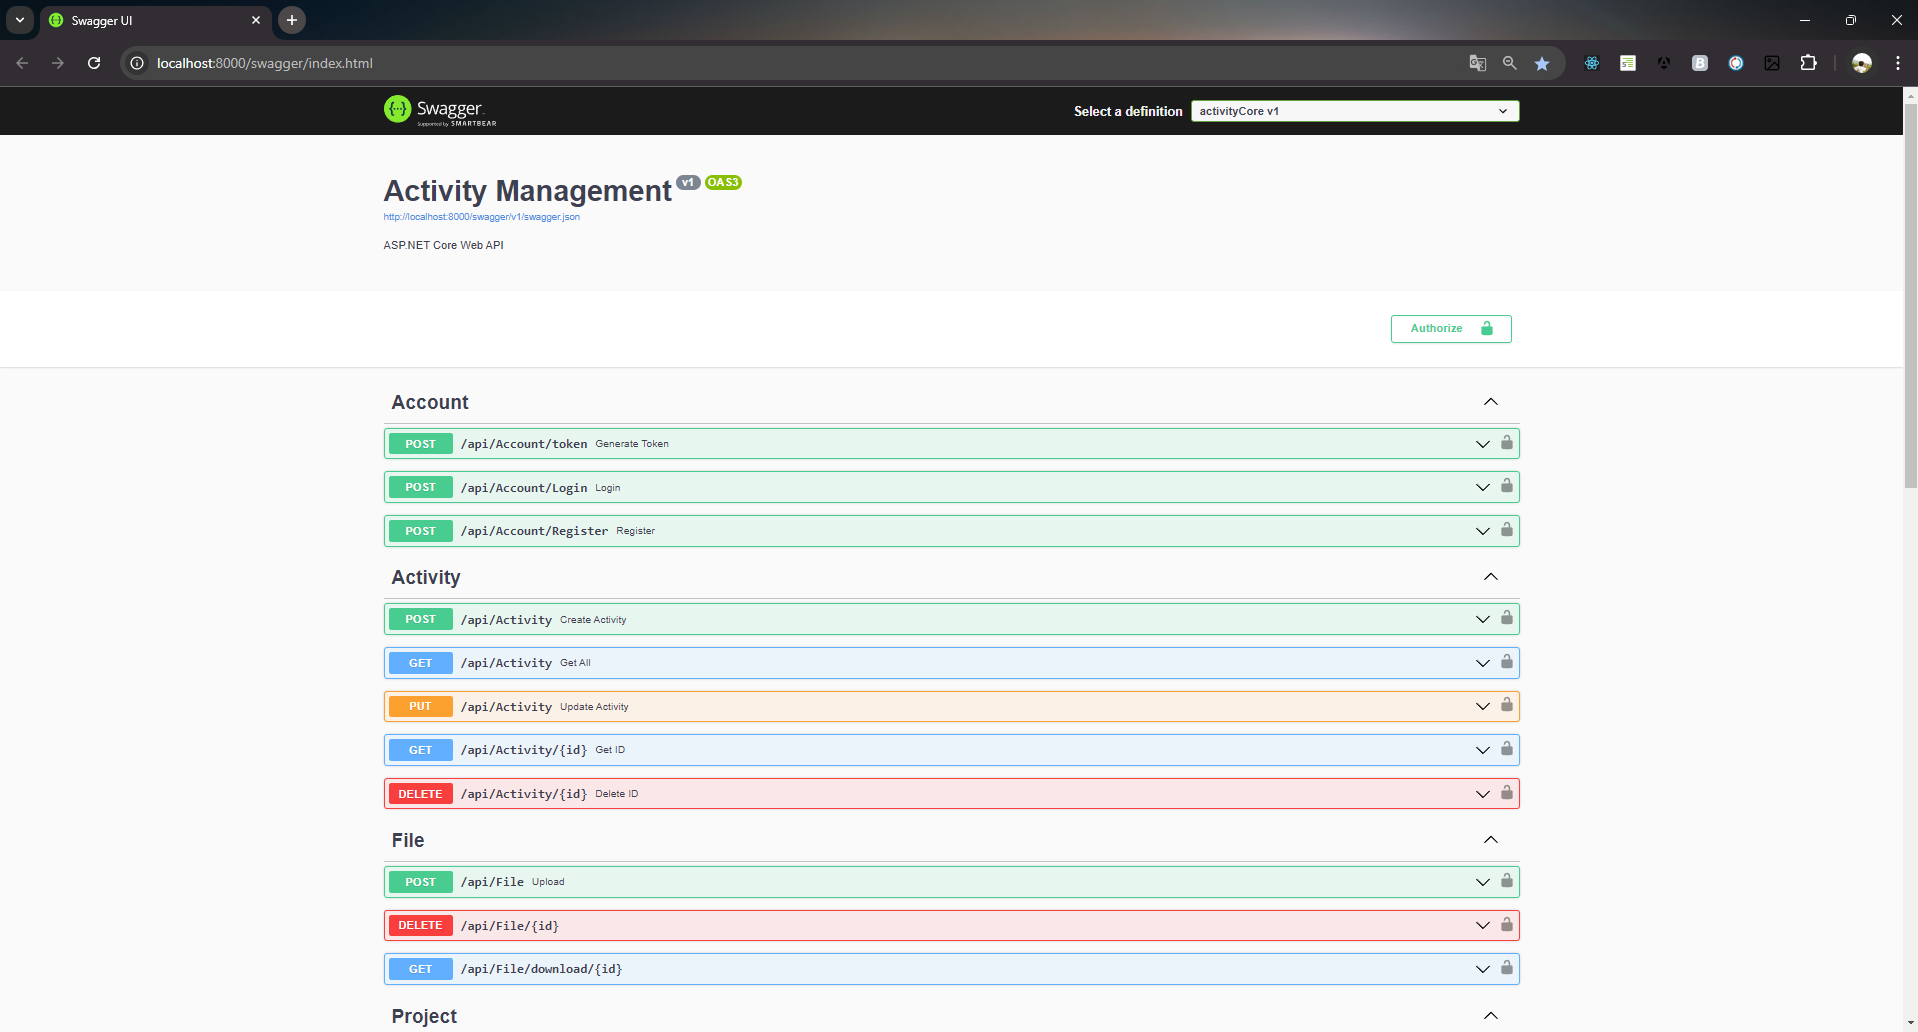 Swagger UI
localhost:8000/swagger/index.html
Swagger
Supported by SMARTBEAR
Select a definition
activityCore v1
Activity Management v1 OAS3
http://localhost:8000/swagger/v1/swagger.json
ASP.NET Core Web API
Authorize
Account
POST /api/Account/token Generate Token
POST /api/Account/Login Login
POST /api/Account/Register Register
Activity
POST /api/Activity Create Activity
GET /api/Activity Get All
PUT /api/Activity Update Activity
GET /api/Activity/{id} Get ID
DELETE /api/Activity/{id} Delete ID
File
POST /api/File Upload
DELETE /api/File/{id}
GET /api/File/download/{id}
Project